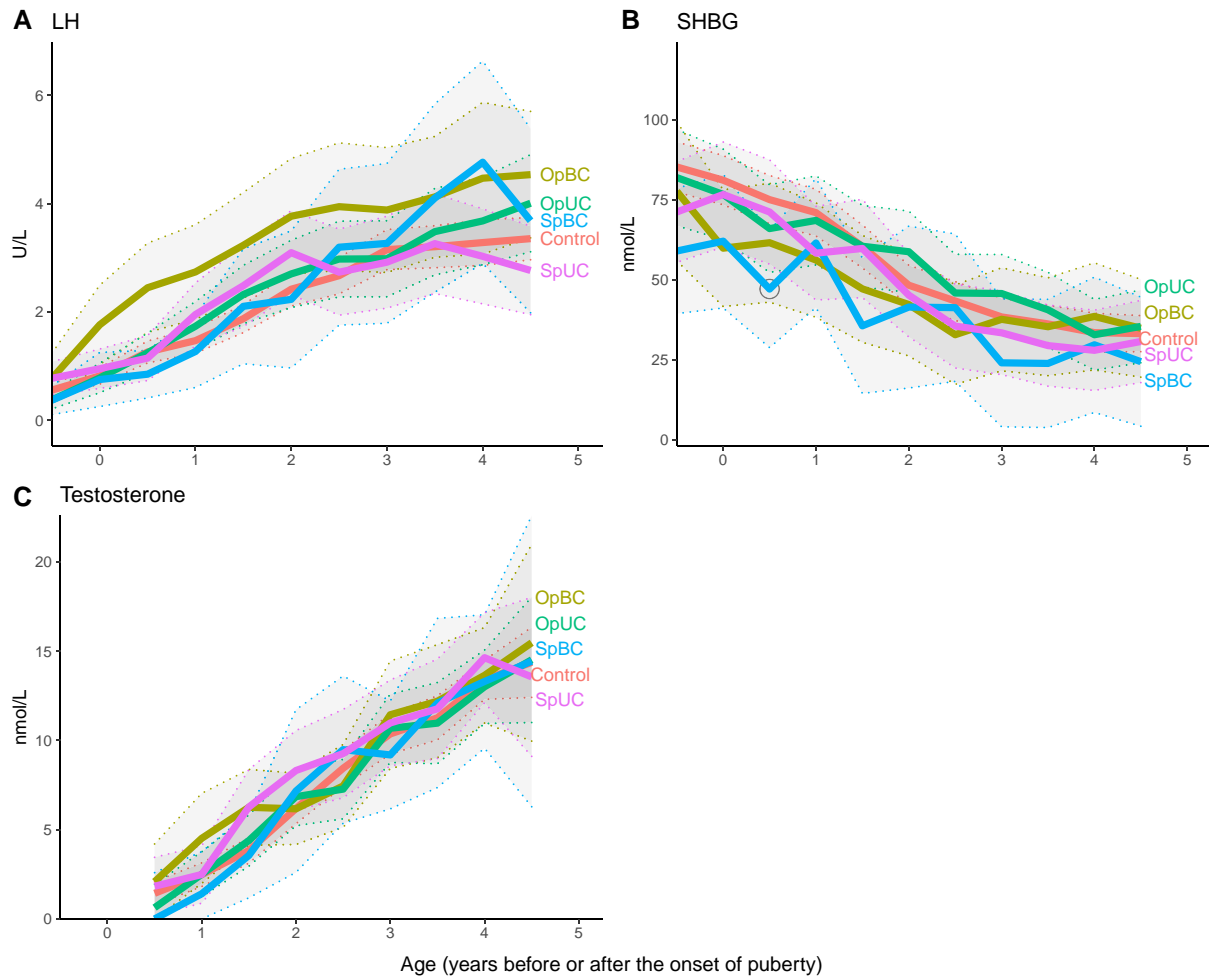 A LH
6
4
2
0
U/L
OpBC
OpUC
SpBC
Control
SpUC
0 1 2 3 4 5
B SHBG
100
75
50
25
0
nmol/L
OpUC
OpBC
Control
SpUC
SpBC
0 1 2 3 4 5
C Testosterone
20
15
10
5
0
nmol/L
OpBC
OpUC
SpBC
Control
SpUC
0 1 2 3 4 5
Age (years before or after the onset of puberty)